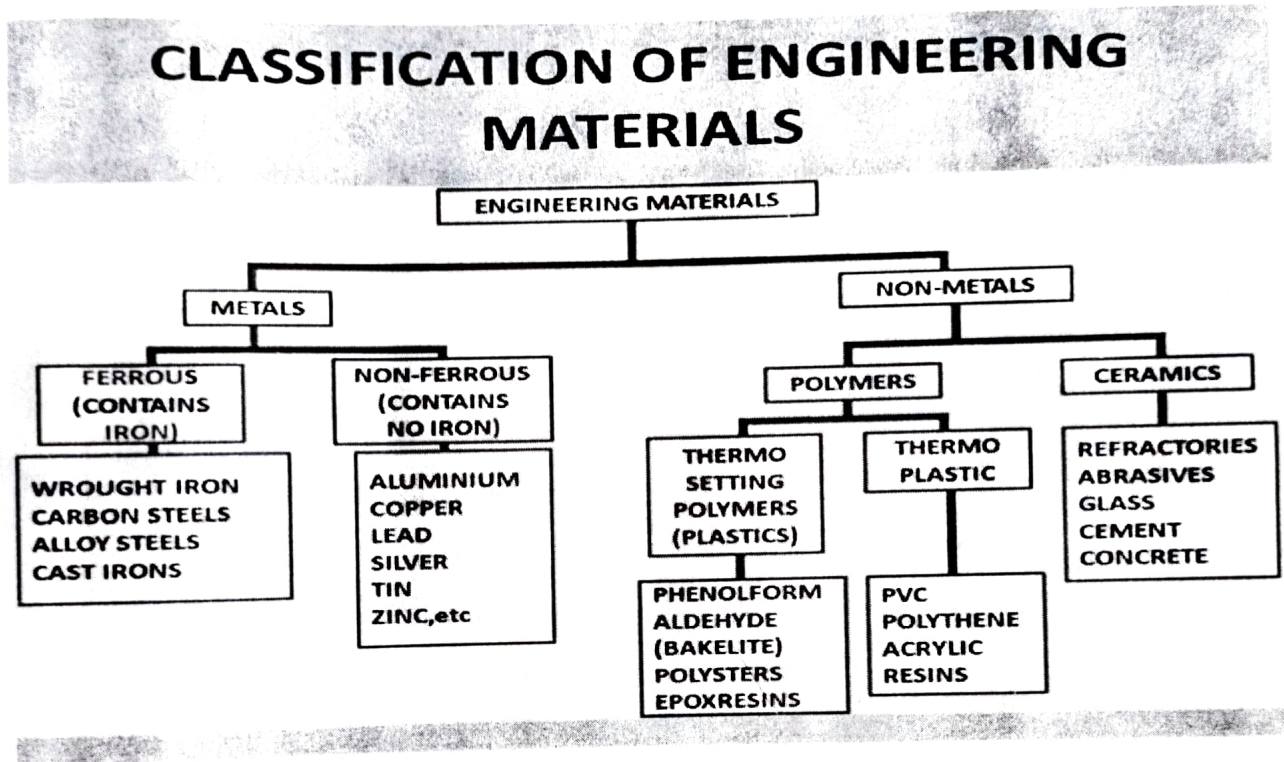 CLASSIFICATION OF ENGINEERING
MATERIALS
ENGINEERING MATERIALS
METALS
NON-METALS
FERROUS
(CONTAINS
IRON)
NON-FERROUS
(CONTAINS
NO IRON)
POLYMERS
CERAMICS
WROUGHT IRON
CARBON STEELS
ALLOY STEELS
CAST IRONS
ALUMINIUM
COPPER
LEAD
SILVER
TIN
ZINC,etc
THERMO
SETTING
POLYMERS
(PLASTICS)
THERMO
PLASTIC
REFRACTORIES
ABRASIVES
GLASS
CEMENT
CONCRETE
PHENOLFORM
ALDEHYDE
(BAKELITE)
POLYSTERS
EPOXRESINS
PVC
POLYTHENE
ACRYLIC
RESINS